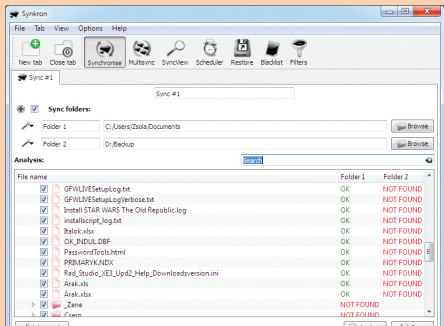 Synkron
File Tab View Options Help
New tab Close tab Synchronise Multisync SyncView Scheduler Restore Blacklist Filters
Sync #1
Sync #1
Sync folders:
Folder 1 C:/Users/Zsola/Documents Browse
Folder 2 D:/Backup Browse
Analysis: Search
File name Folder 1 Folder 2
GFWLIVESetupLog.txt OK NOT FOUND
GFWLIVESetupLogVerbose.txt OK NOT FOUND
Install STAR WARS The Old Republic.log OK NOT FOUND
installscript_log.txt OK NOT FOUND
Italok.xlsx OK NOT FOUND
OK_INDUL.DBF OK NOT FOUND
PasswordTools.html OK NOT FOUND
PRIMARYK.NDX OK NOT FOUND
Rad_Studio_XE3_Upd2_Help_Downloadsversion.ini OK NOT FOUND
Árak.xls OK NOT FOUND
Árak.xlsx OK NOT FOUND
_Zene NOT FOUND
Csero NOT FOUND